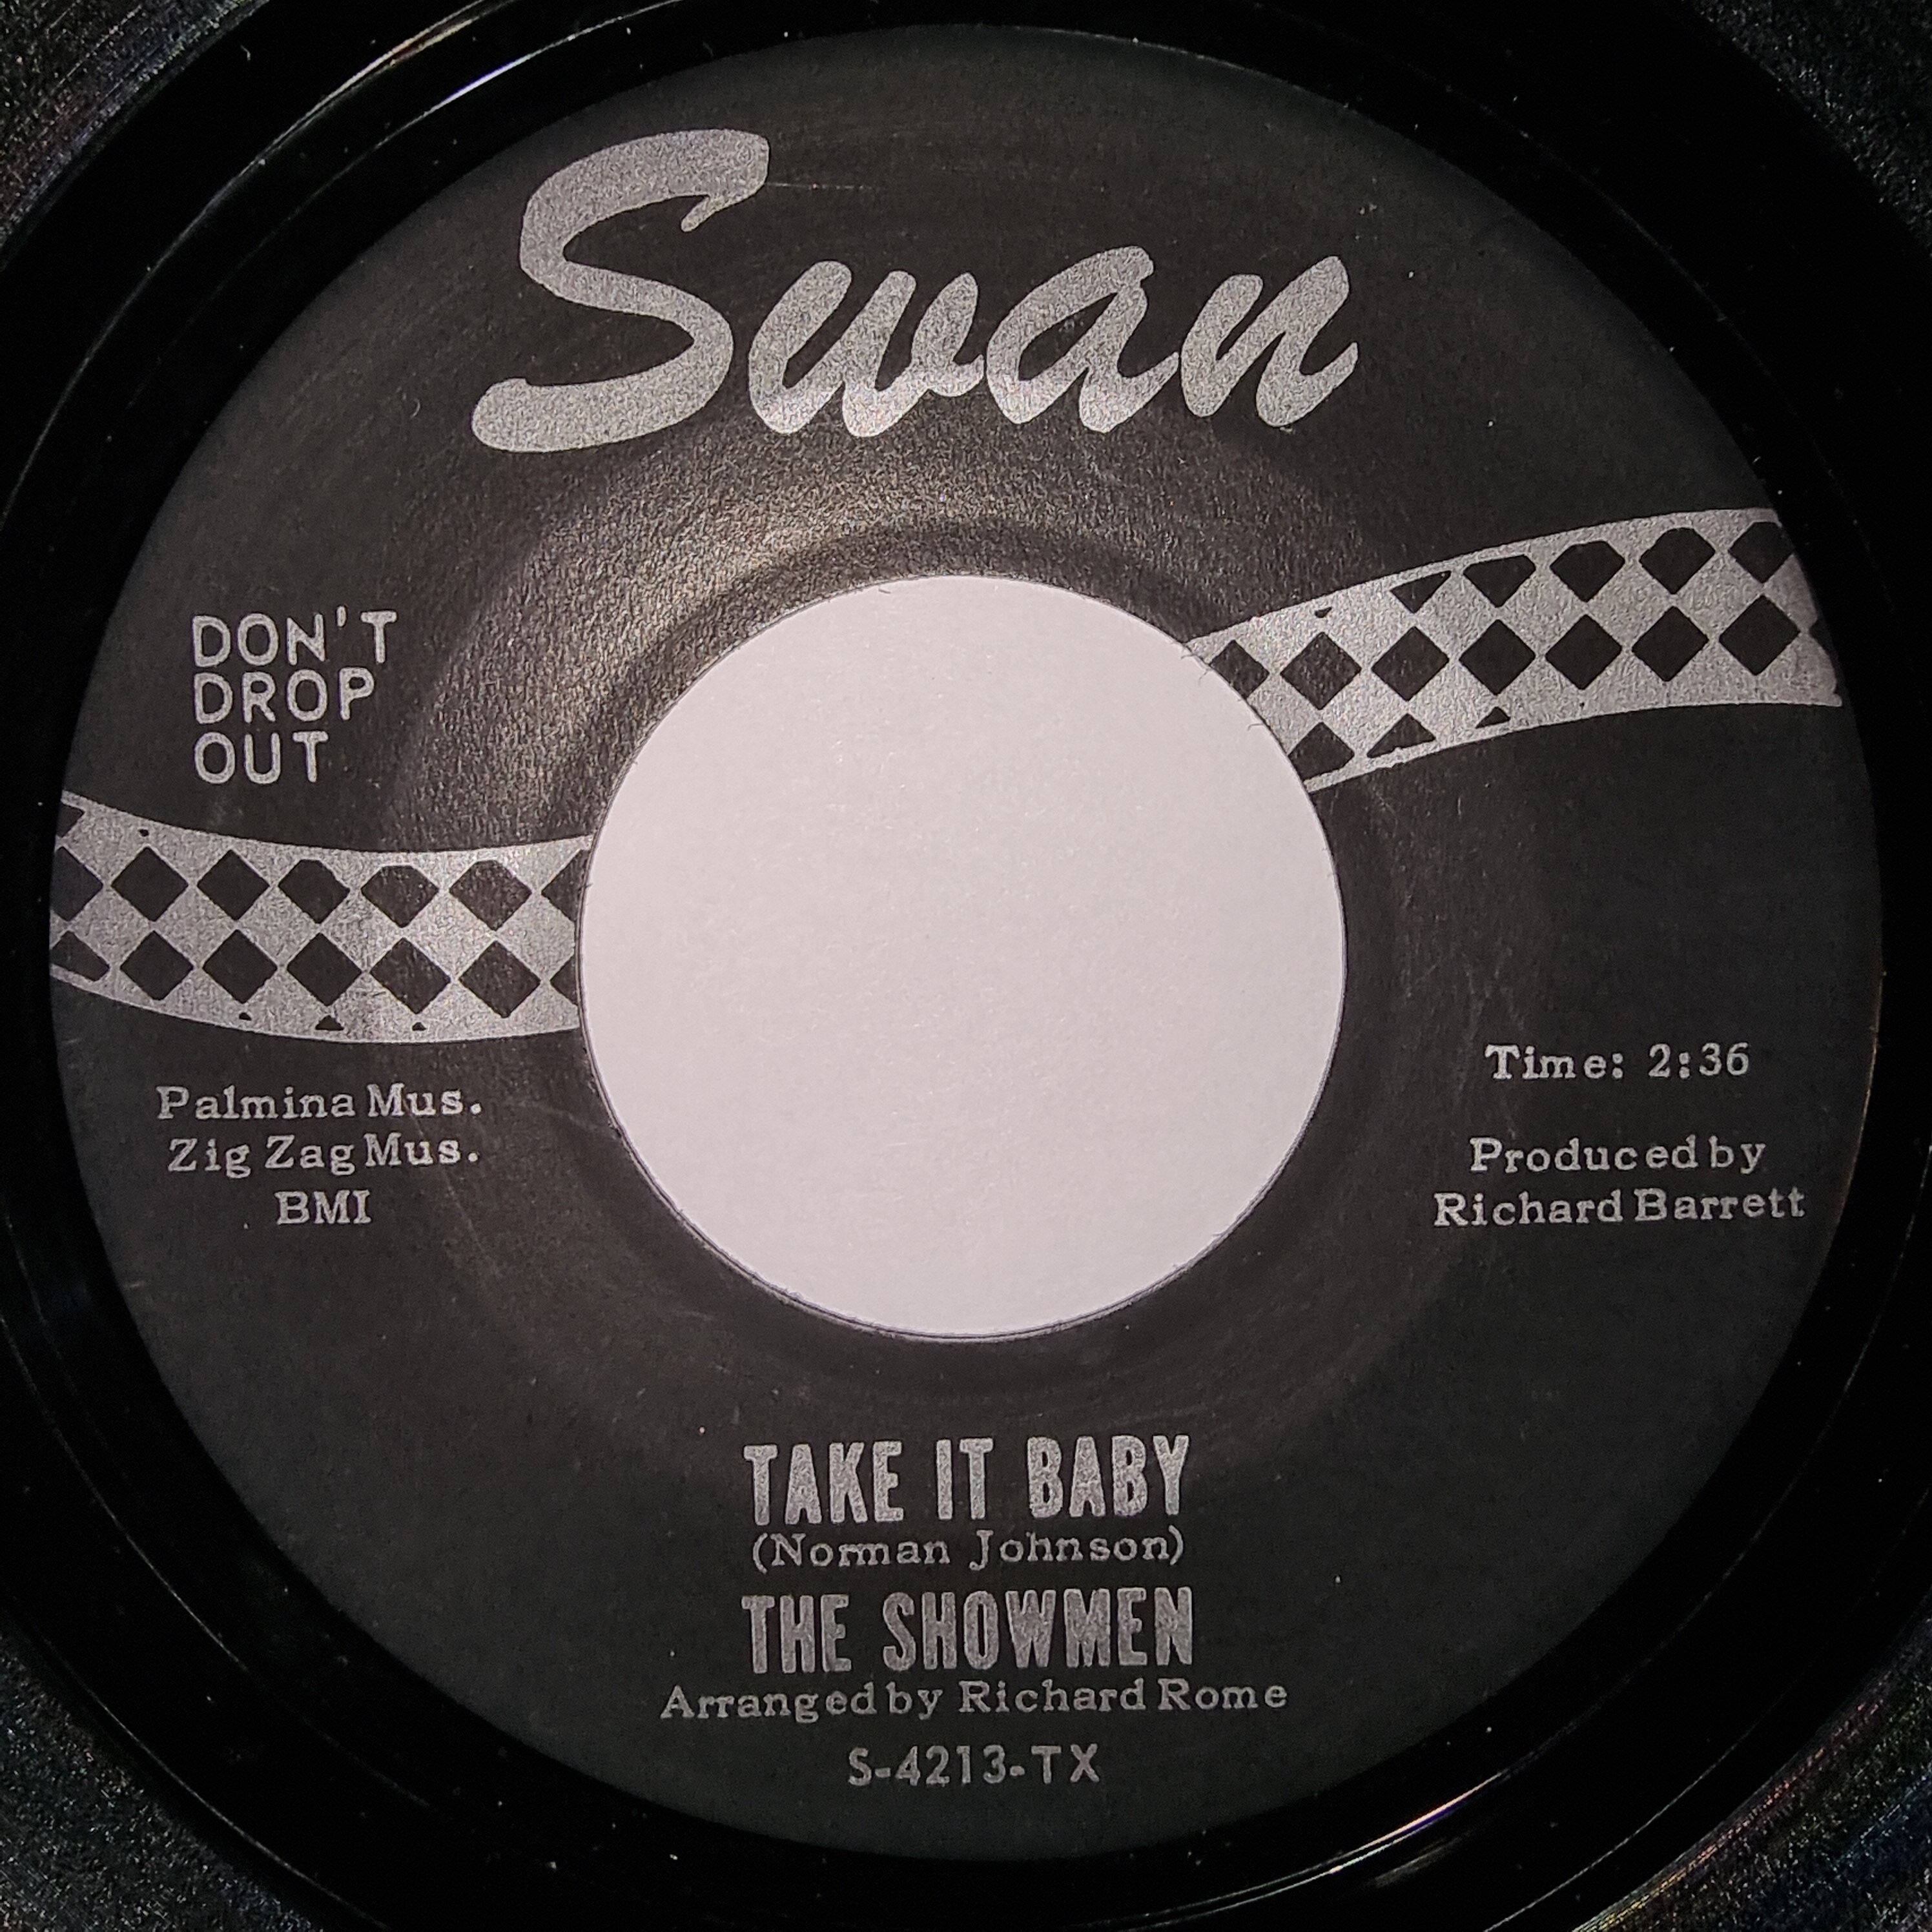 Swan
DON'T
DROP
OUT
Palmina Mus.
Zig Zag Mus.
BMI
Time: 2:36
Produced by
Richard Barrett
TAKE IT BABY
(Norman Johnson)
THE SHOWMEN
Arranged by Richard Rome
S-4213-TX